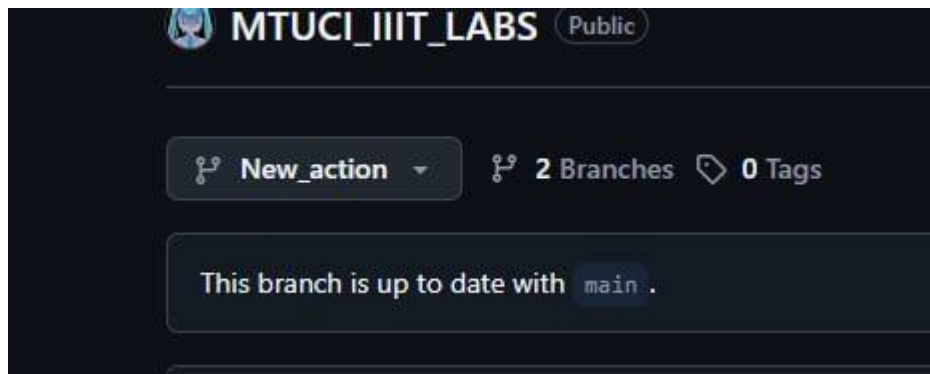 MTUCI_IIIT_LABS Public
New_action 2 Branches 0 Tags
This branch is up to date with main.